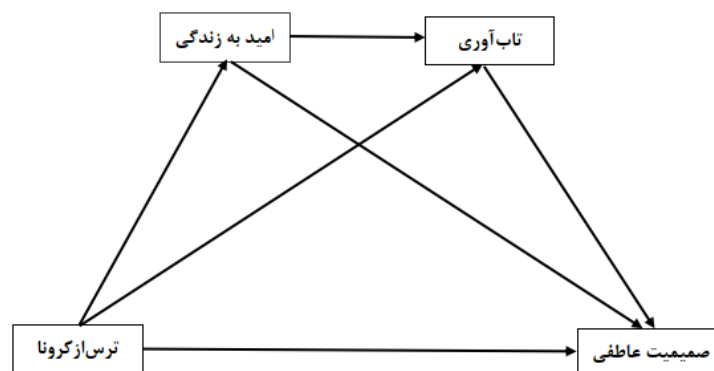 امید به زندگی
تاب‌آوری
ترس‌ازکرونا
صمیمیت عاطفی